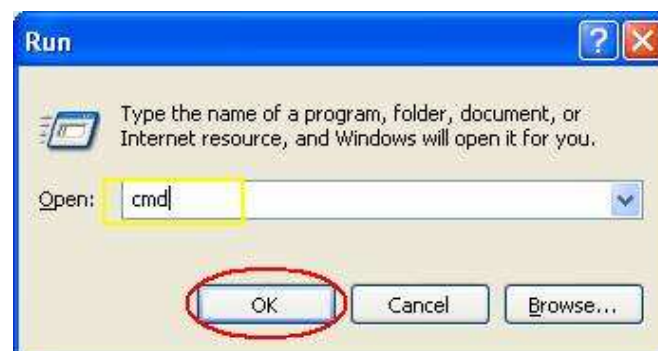 Run
?
X
Type the name of a program, folder, document, or
Internet resource, and Windows will open it for you.
Open: cmd
OK Cancel Browse...